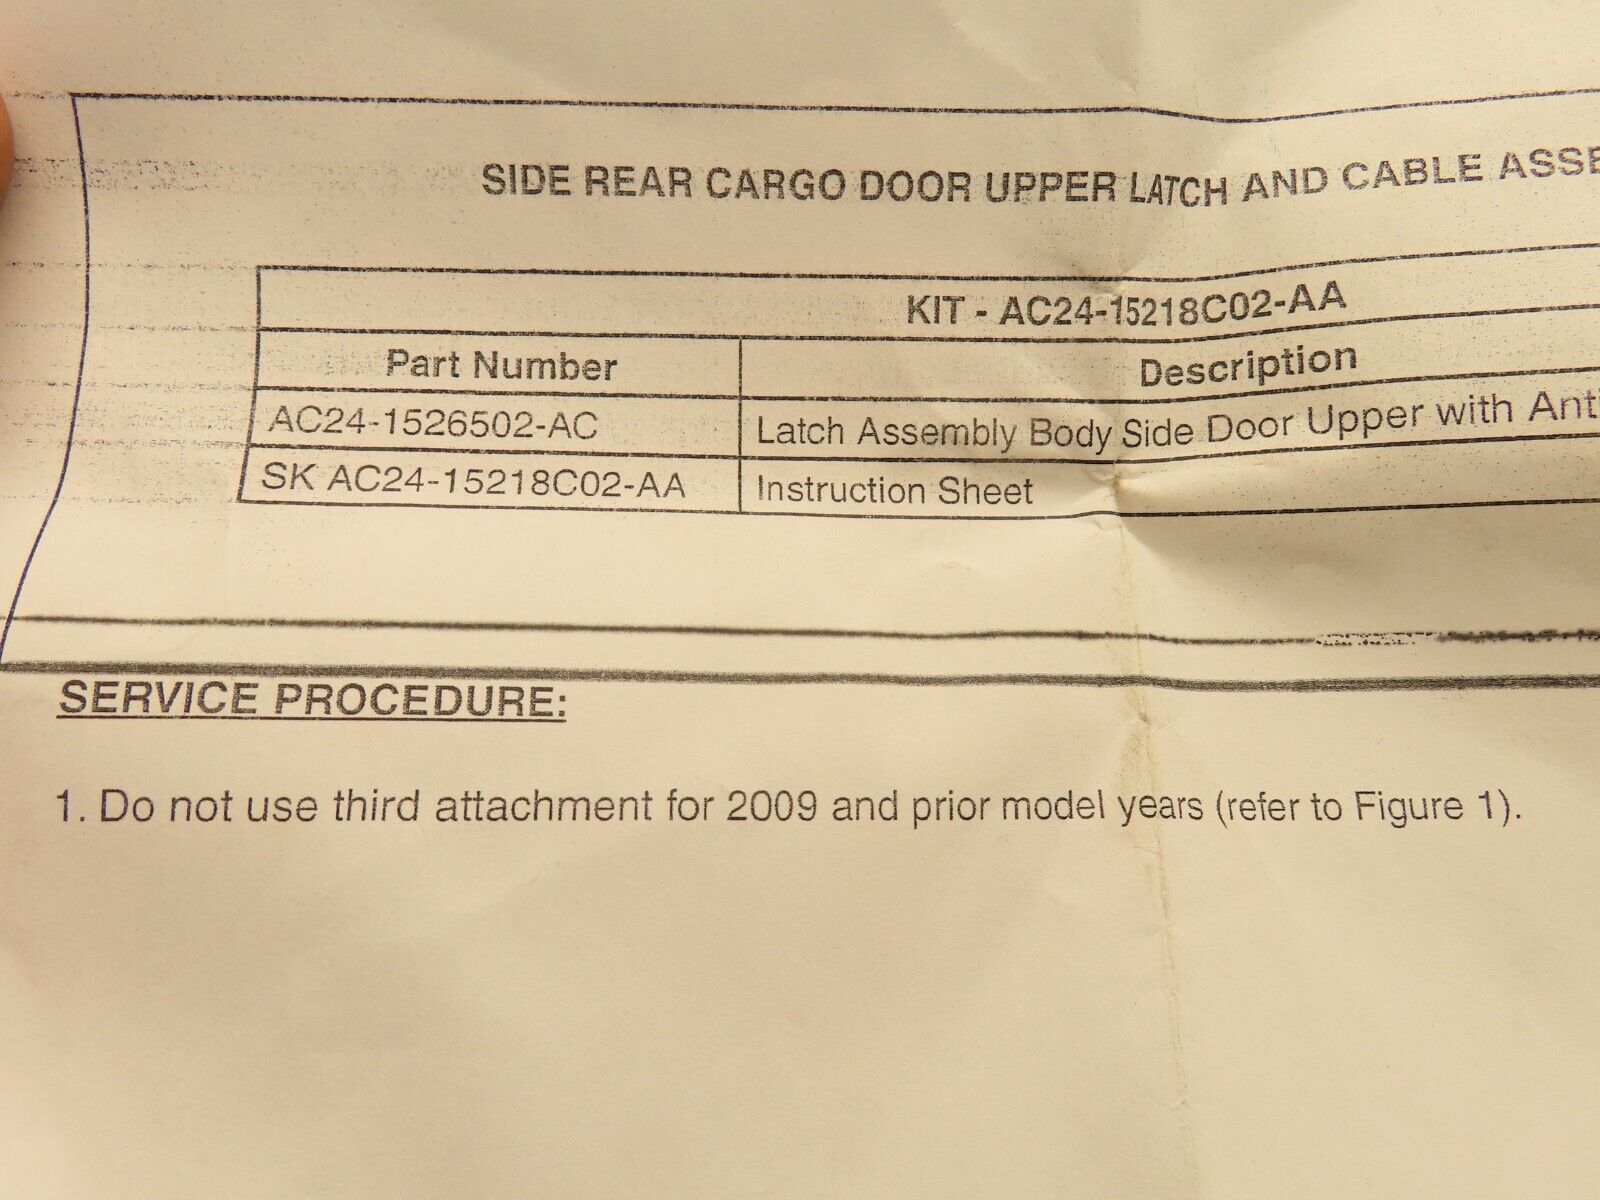 SIDE REAR CARGO DOOR UPPER LATCH AND CABLE ASSE
KIT - AC24-15218C02-AA
Part Number Description
AC24-1526502-AC Latch Assembly Body Side Door Upper with Anti
SK AC24-15218C02-AA Instruction Sheet
SERVICE PROCEDURE:
1. Do not use third attachment for 2009 and prior model years (refer to Figure 1).